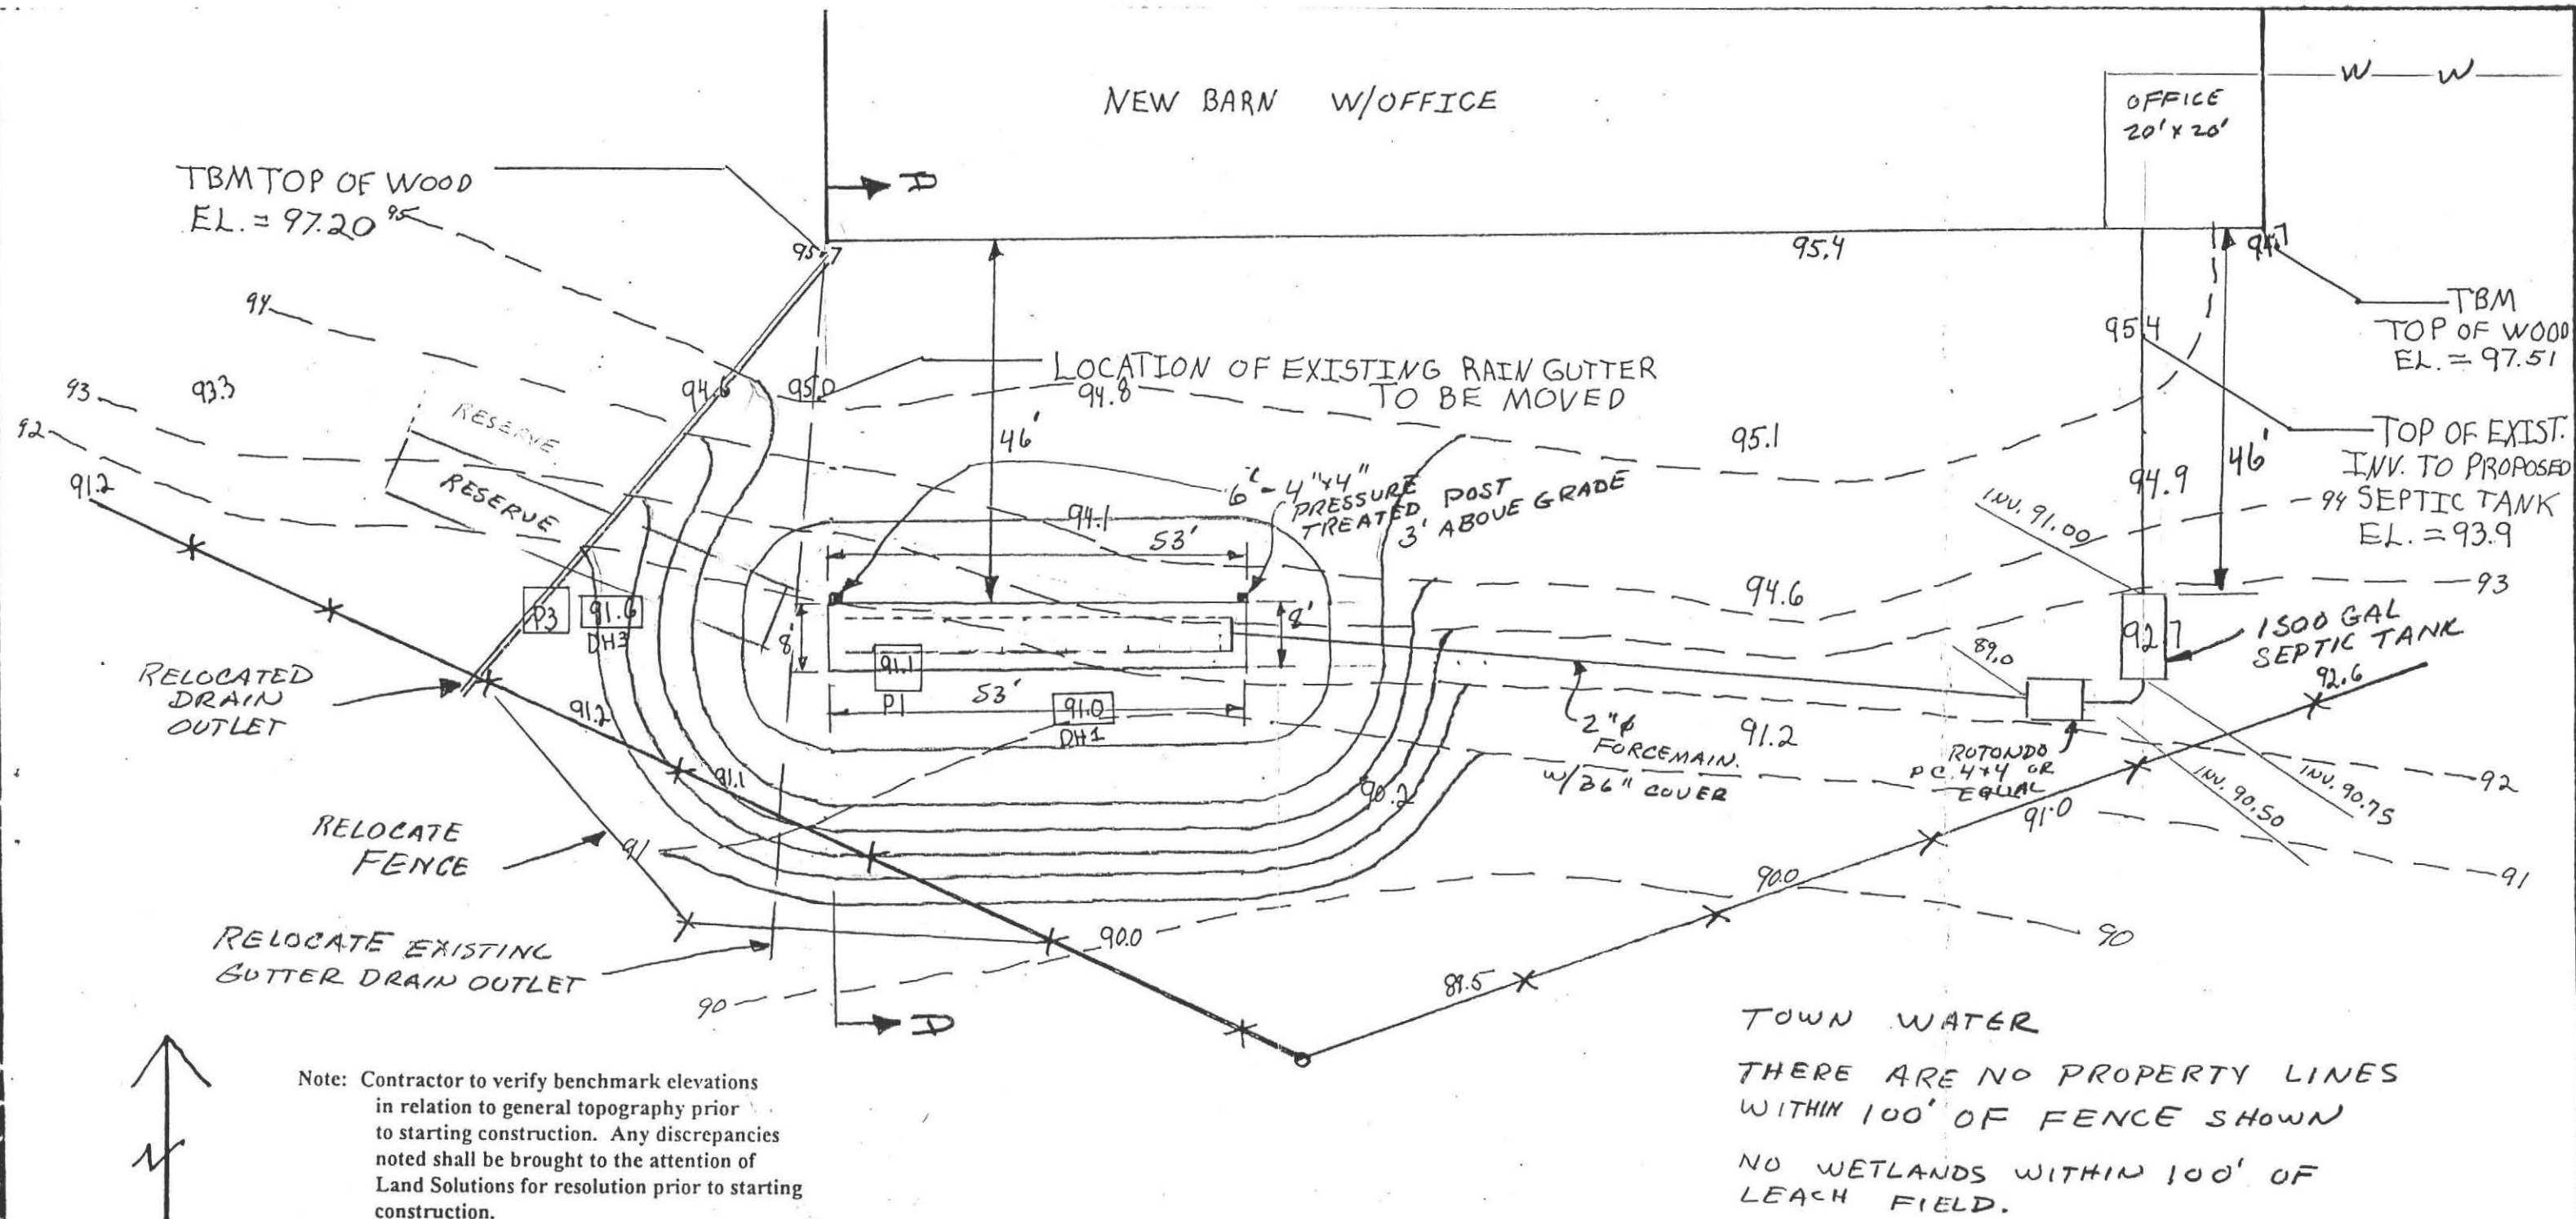 NEW BARN W/OFFICE
W W
OFFICE
20'x20'
TBM TOP OF WOOD
EL. = 97.20
95
D
95.7
95.4
TBM
TOP OF WOOD
EL. = 97.51
94
95.4
LOCATION OF EXISTING RAIN GUTTER
TO BE MOVED
93
93.3
94.6
95.0
94.8
RESERVE
92
46'
95.1
TOP OF EXIST.
INV. TO PROPOSED
94 SEPTIC TANK
EL. = 93.9
46'
94.9
91.2
RESERVE
4"x4"
PRESSURE
TREATED POST
3' ABOVE GRADE
INV. 91.00
94.1
53'
94.6
93
P3
91.6
DH3
8'
8'
92.7
1500 GAL
SEPTIC TANK
89.0
91.1
P1
53'
91.0
DH1
92.6
RELOCATED
DRAIN
OUTLET
91.2
2"ϕ
FORCEMAIN.
W/36" COVER
91.2
ROTONDO
P.C. 4x4 OR
EQUAL
INV. 90.50
INV. 90.75
92
91.1
90.2
91.0
RELOCATE
FENCE
91
91
90.0
RELOCATE EXISTING
GUTTER DRAIN OUTLET
90.0
90
90
89.5
D
N
Note: Contractor to verify benchmark elevations
in relation to general topography prior
to starting construction. Any discrepancies
noted shall be brought to the attention of
Land Solutions for resolution prior to starting
construction.
TOWN WATER
THERE ARE NO PROPERTY LINES
WITHIN 100' OF FENCE SHOWN
NO WETLANDS WITHIN 100' OF
LEACH FIELD.